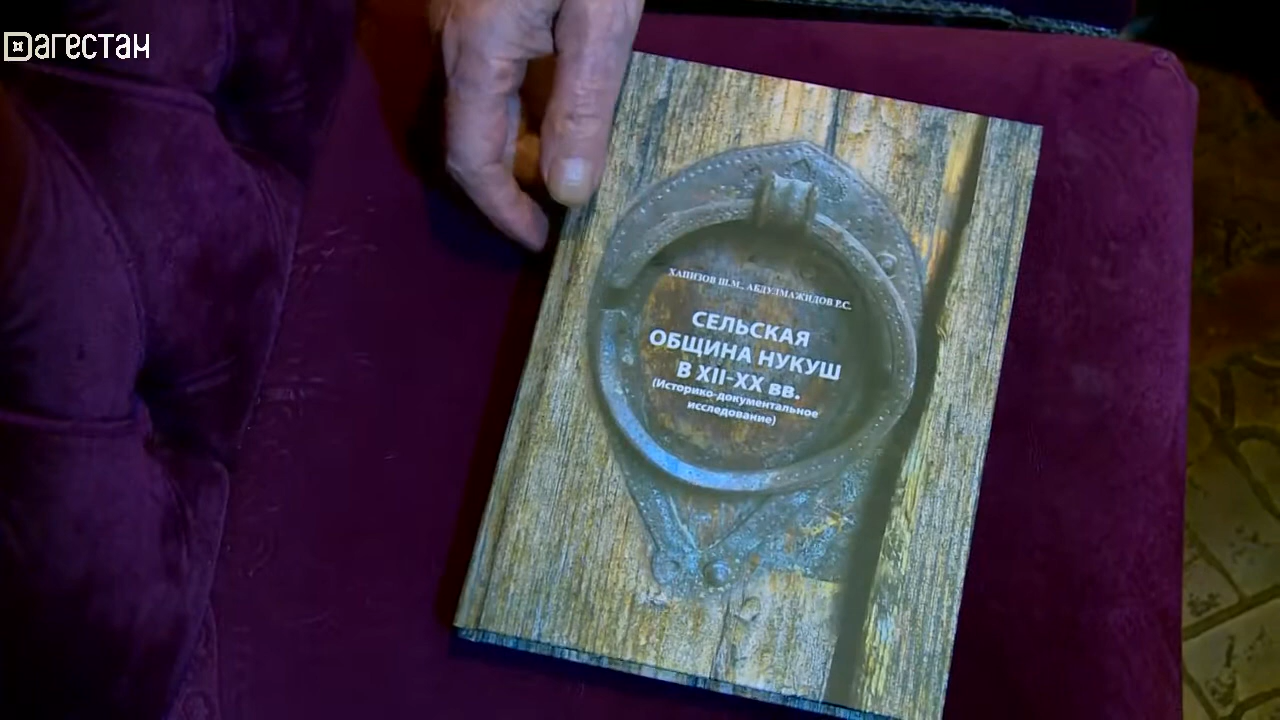 Дагестан
ХАПИЗОВ Ш.М., АБДУЛМАЖИДОВ Р.С.
СЕЛЬСКАЯ
ОБЩИНА НУКУШ
В XII-XX вв.
(Историко-документальное
исследование)